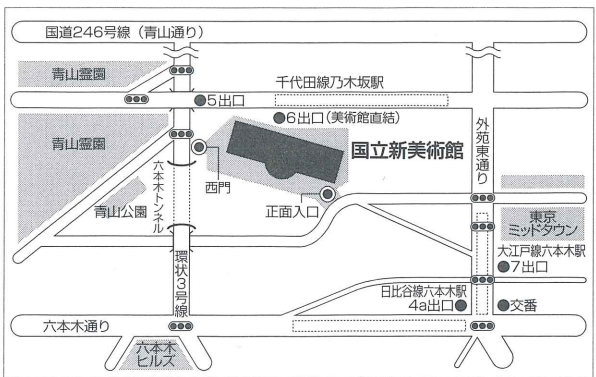 国道246号線（青山通り）
青山霊園
千代田線乃木坂駅
5出口
6出口（美術館直結）
外苑東通り
青山霊園
国立新美術館
六本木トンネル
西門
青山公園
正面入口
東京
ミッドタウン
大江戸線六本木駅
7出口
環状3号線
日比谷線六本木駅
4a出口
交番
六本木通り
六本木
ヒルズ